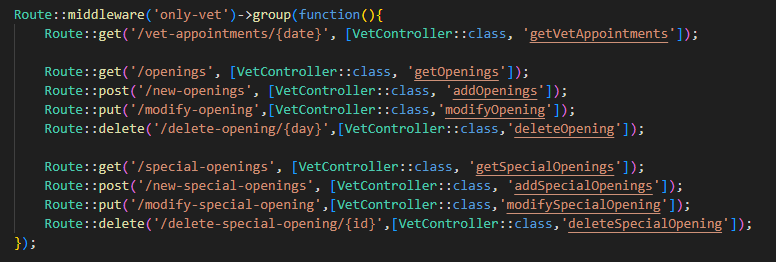 Route::middleware('only-vet')->group(function(){
    Route::get('/vet-appointments/{date}', [VetController::class, 'getVetAppointments']);

    Route::get('/openings', [VetController::class, 'getOpenings']);
    Route::post('/new-openings', [VetController::class, 'addOpenings']);
    Route::put('/modify-opening',[VetController::class,'modifyOpening']);
    Route::delete('/delete-opening/{day}',[VetController::class,'deleteOpening']);

    Route::get('/special-openings', [VetController::class, 'getSpecialOpenings']);
    Route::post('/new-special-openings', [VetController::class, 'addSpecialOpenings']);
    Route::put('/modify-special-opening',[VetController::class,'modifySpecialOpening']);
    Route::delete('/delete-special-opening/{id}',[VetController::class,'deleteSpecialOpening']);
});